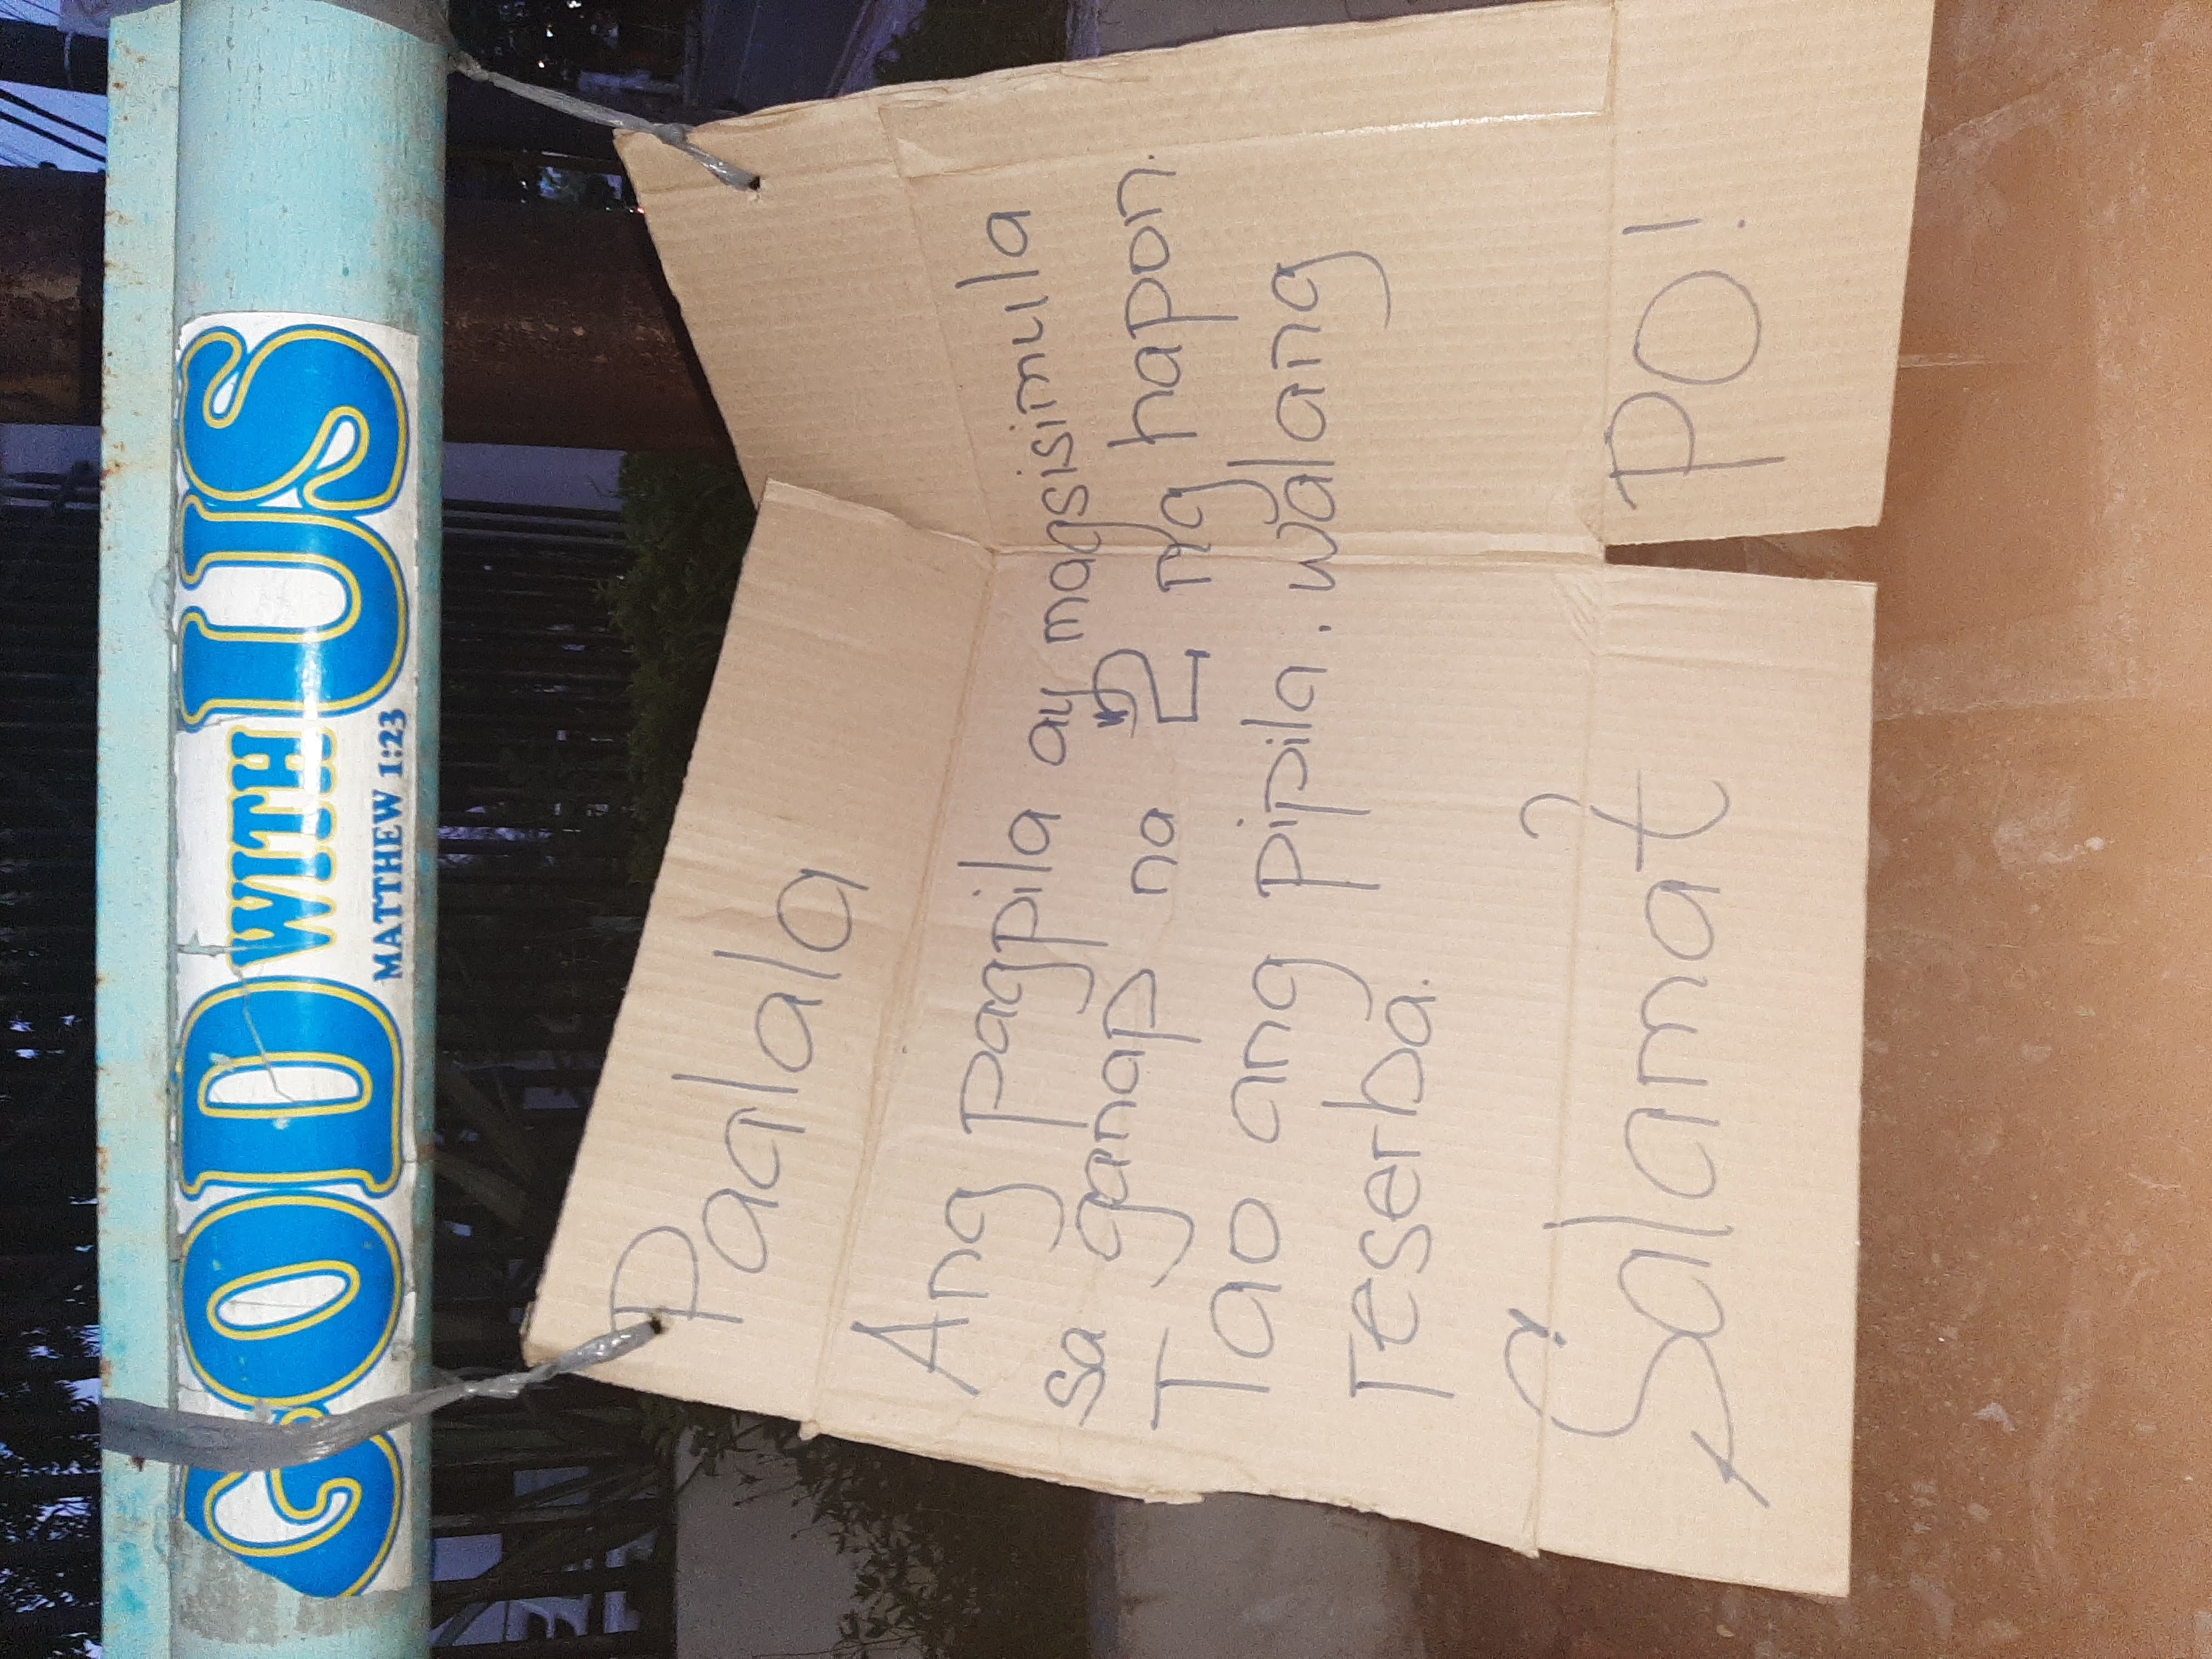 GOD WITH US
MATTHEW 1:23
Paalala
Ang pagpila ay magsisimula
sa ganap na 2 ng hapon.
Tao ang pipila. walang
reserba.
Salamat PO!